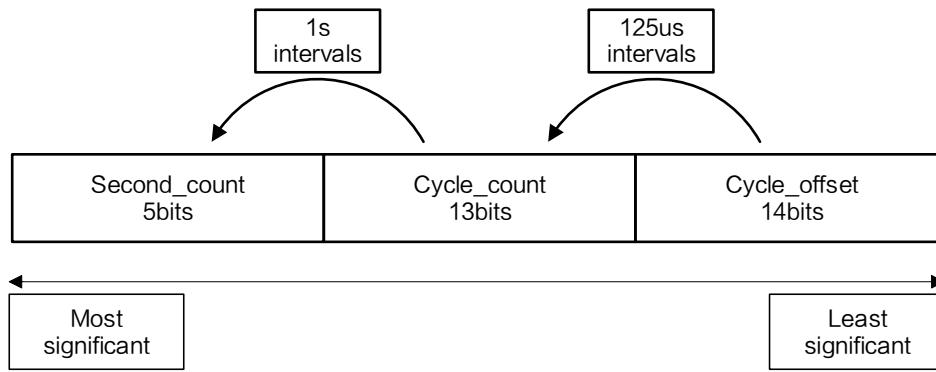 1s
intervals
125us
intervals
Second_count
5bits
Cycle_count
13bits
Cycle_offset
14bits
Most
significant
Least
significant